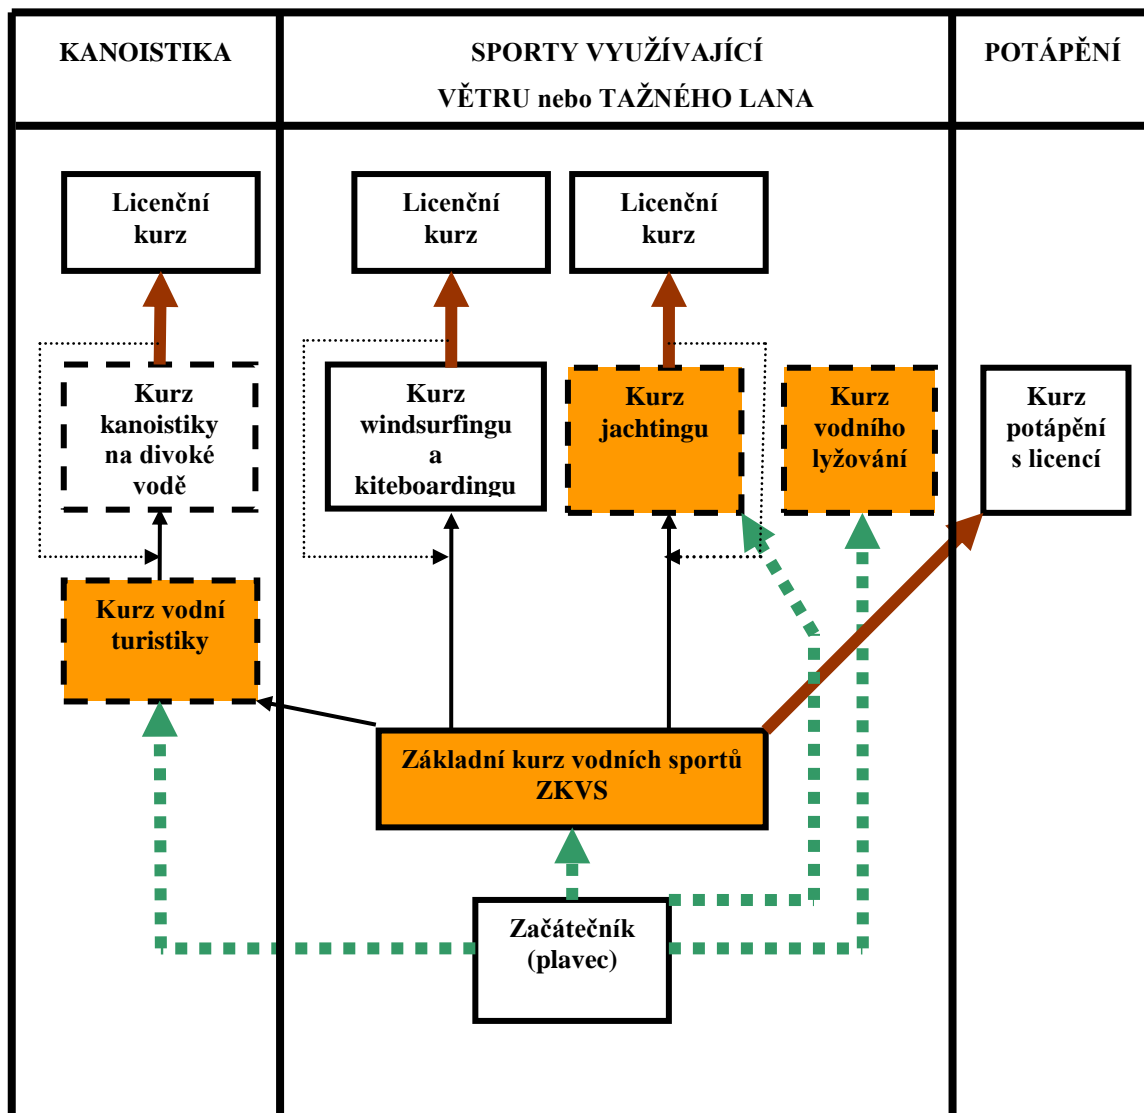 KANOISTIKA
SPORTY VYUŽÍVAJÍCÍ
VĚTRU nebo TAŽNÉHO LANA
POTÁPĚNÍ
Licenční
kurz
Licenční
kurz
Licenční
kurz
Kurz
kanoistiky
na divoké
vodě
Kurz
windsurfingu
a
kiteboardingu
Kurz
jachtingu
Kurz
vodního
lyžování
Kurz
potápění
s licencí
Kurz vodní
turistiky
Základní kurz vodních sportů
ZKVS
Začátečník
(plavec)